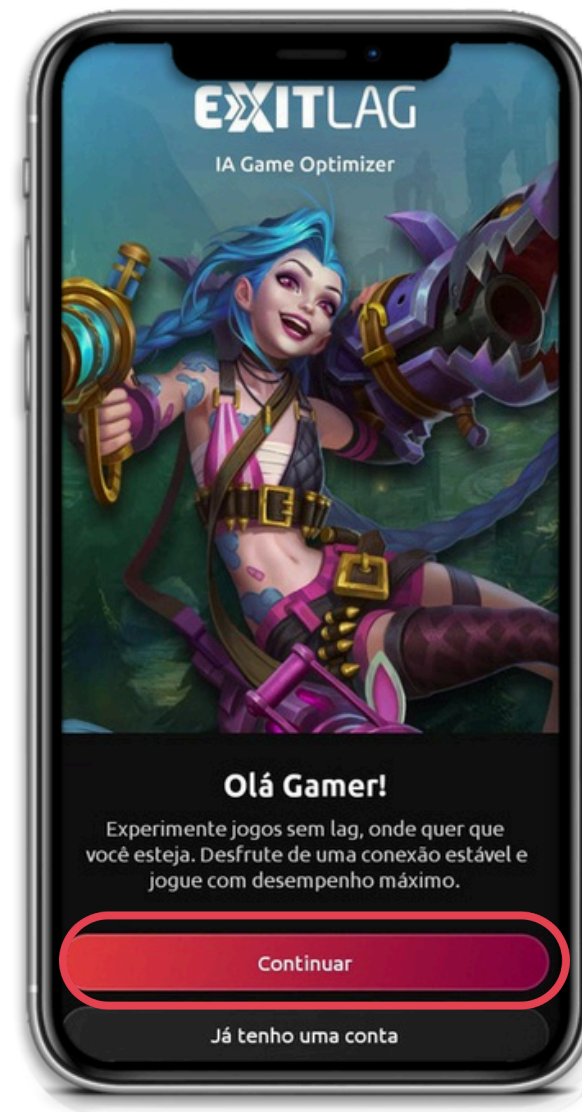 EXITLAG
IA Game Optimizer
Olá Gamer!
Experimente jogos sem lag, onde quer que
você esteja. Desfrute de uma conexão estável e
jogue com desempenho máximo.
Continuar
Já tenho uma conta